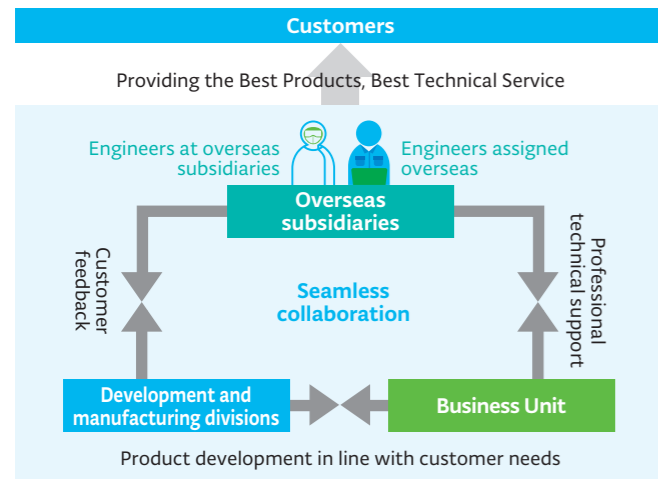 Customers
Providing the Best Products, Best Technical Service
Engineers at overseas
subsidiaries
Engineers assigned
overseas
Overseas
subsidiaries
Customer
feedback
Professional
technical support
Seamless
collaboration
Development and
manufacturing divisions
Business Unit
Product development in line with customer needs